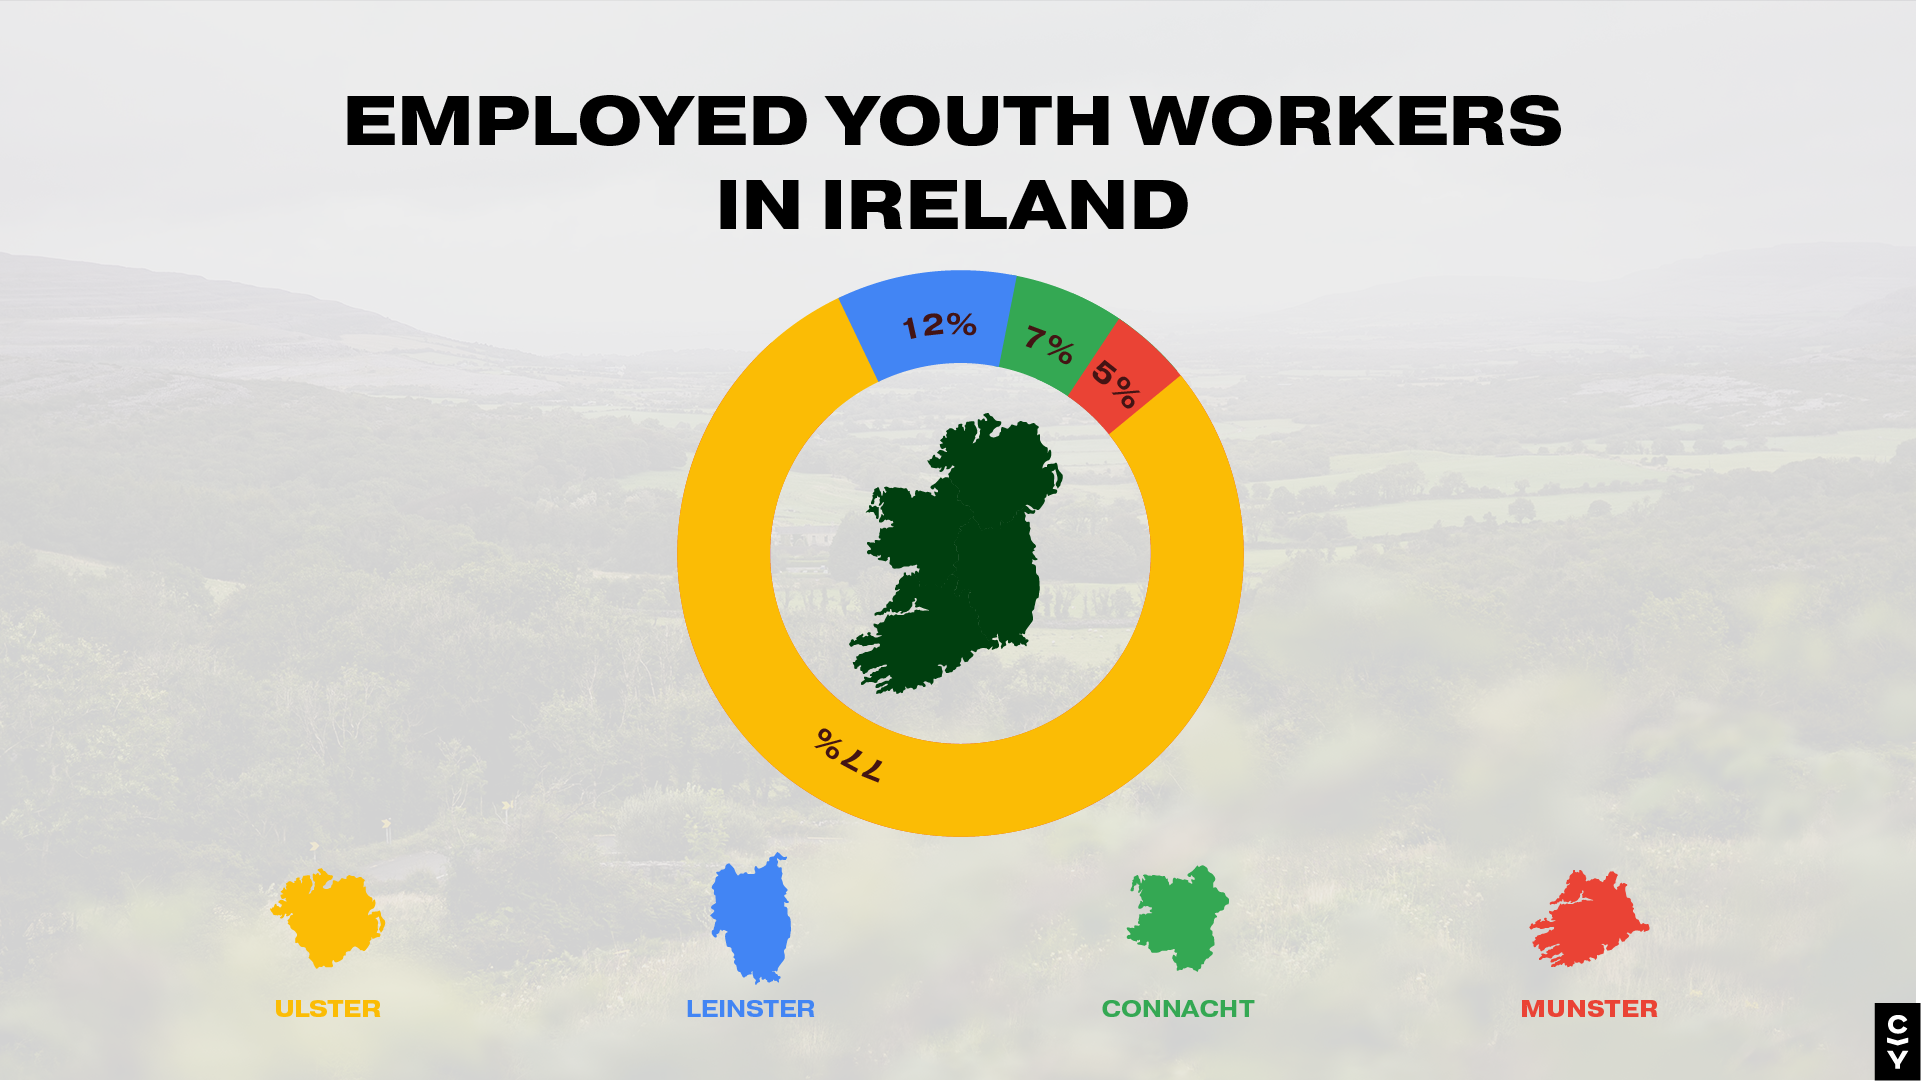 EMPLOYED YOUTH WORKERS
IN IRELAND
12%
7%
5%
77%
ULSTER
LEINSTER
CONNACHT
MUNSTER
C
Y